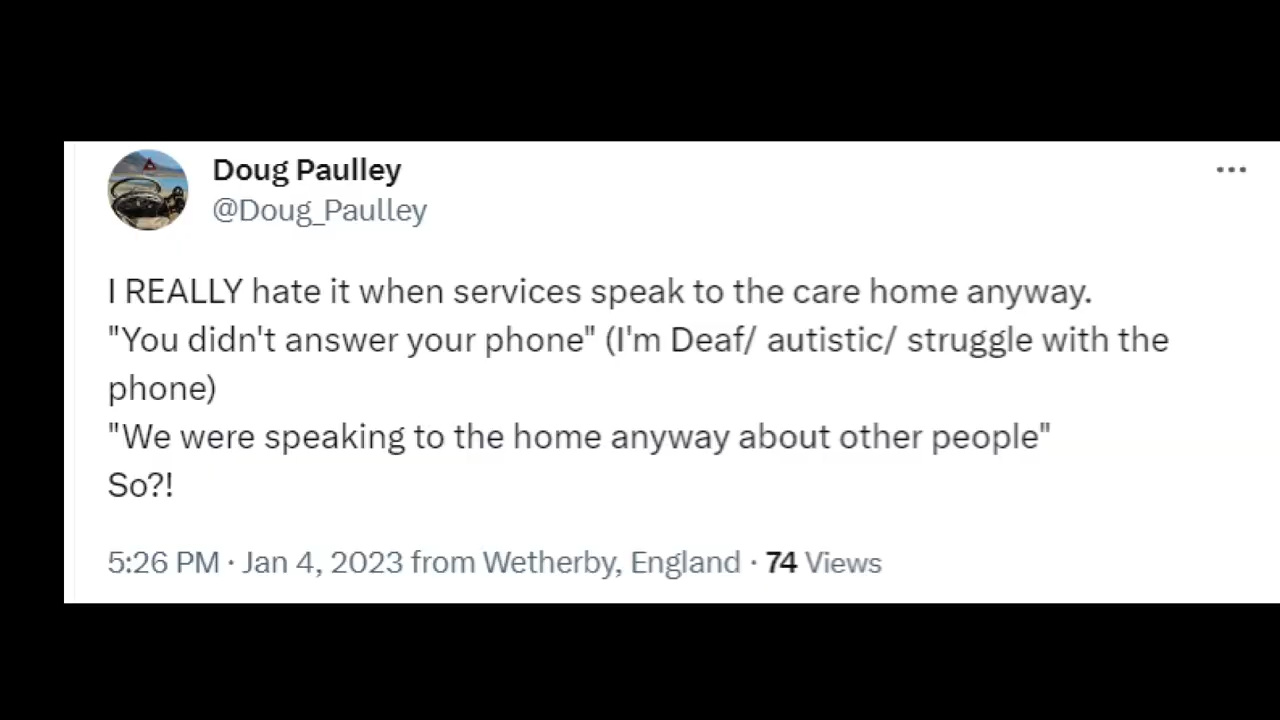 Doug Paulley
@Doug_Paulley
I REALLY hate it when services speak to the care home anyway.
"You didn't answer your phone" (I'm Deaf/ autistic/ struggle with the
phone)
"We were speaking to the home anyway about other people"
So?!
5:26 PM · Jan 4, 2023 from Wetherby, England · 74 Views